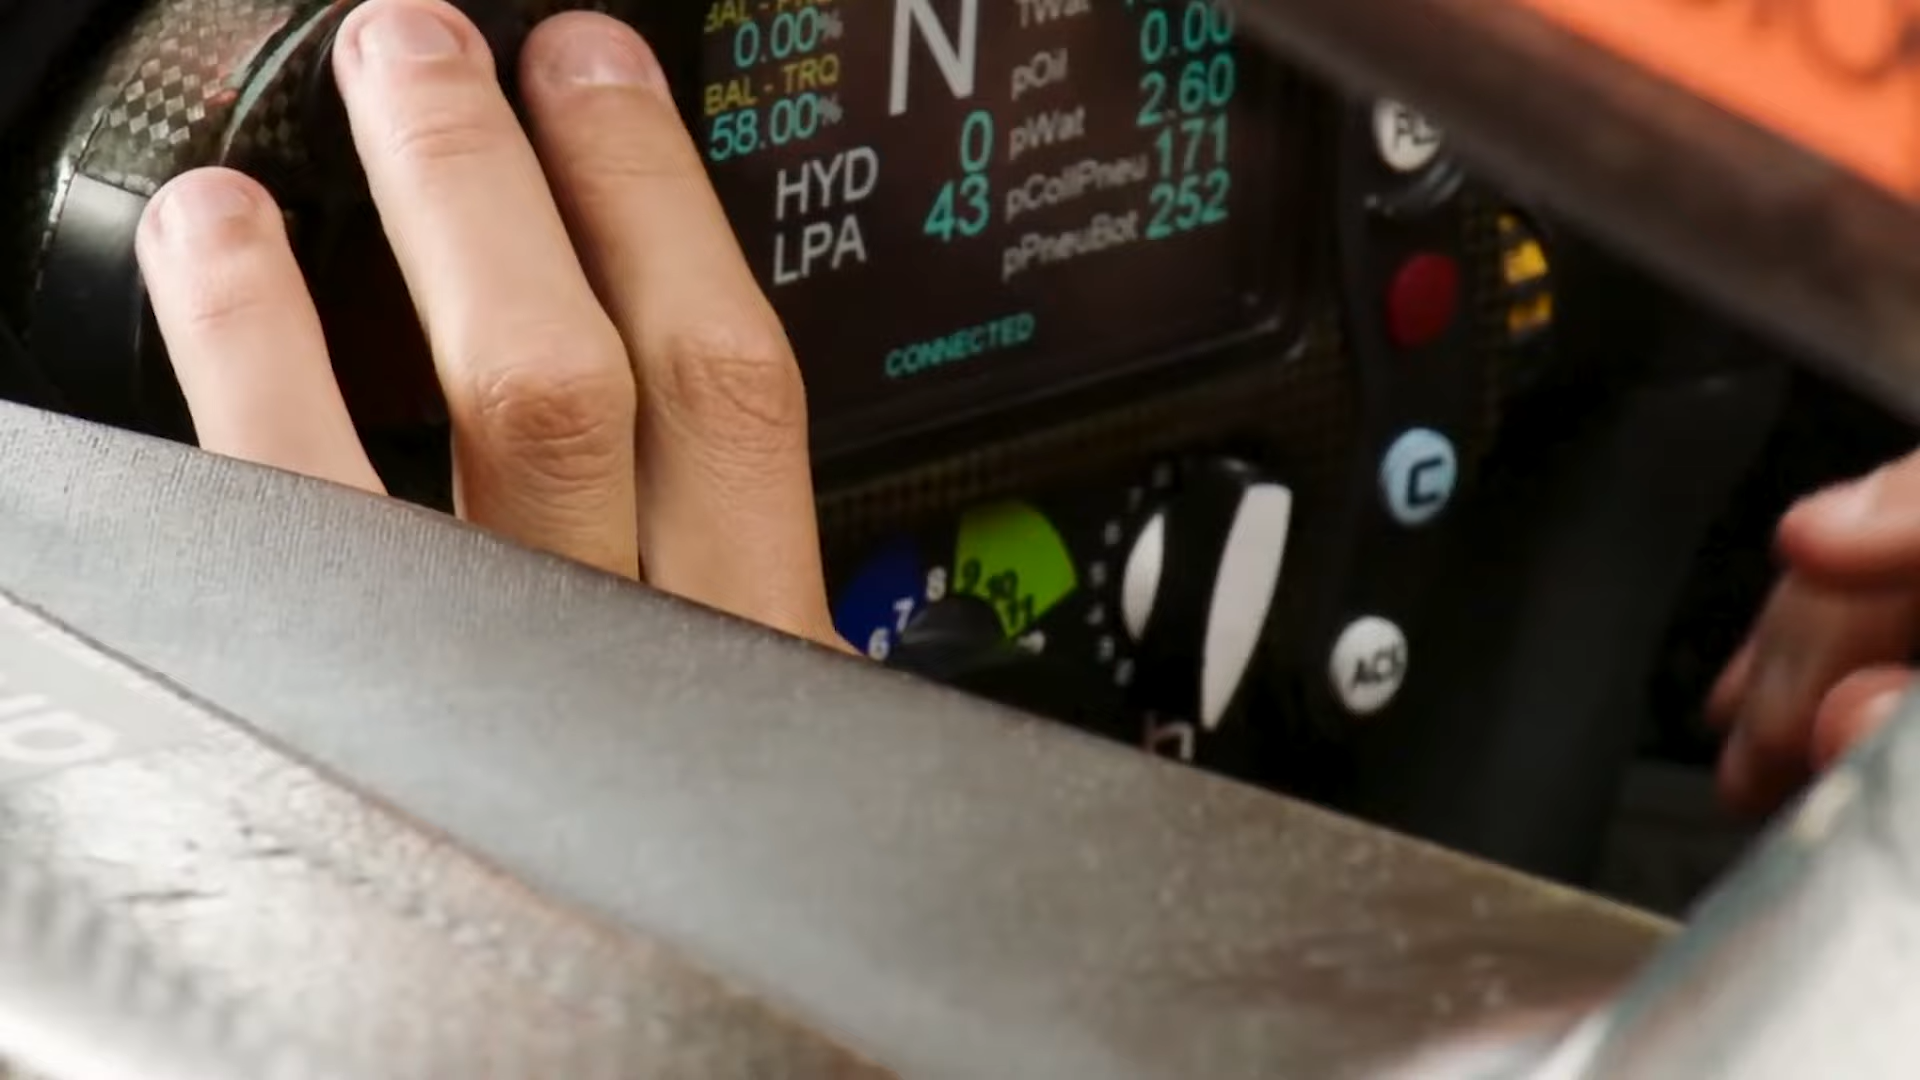 0.00%
BAL - TRQ
58.00%
N
HYD 0
LPA 43
0.00
pOil 2.60
pWat 171
pCollPneu 252
pPneuBot
CONNECTED
C
6 7 8 9 10 11
AC